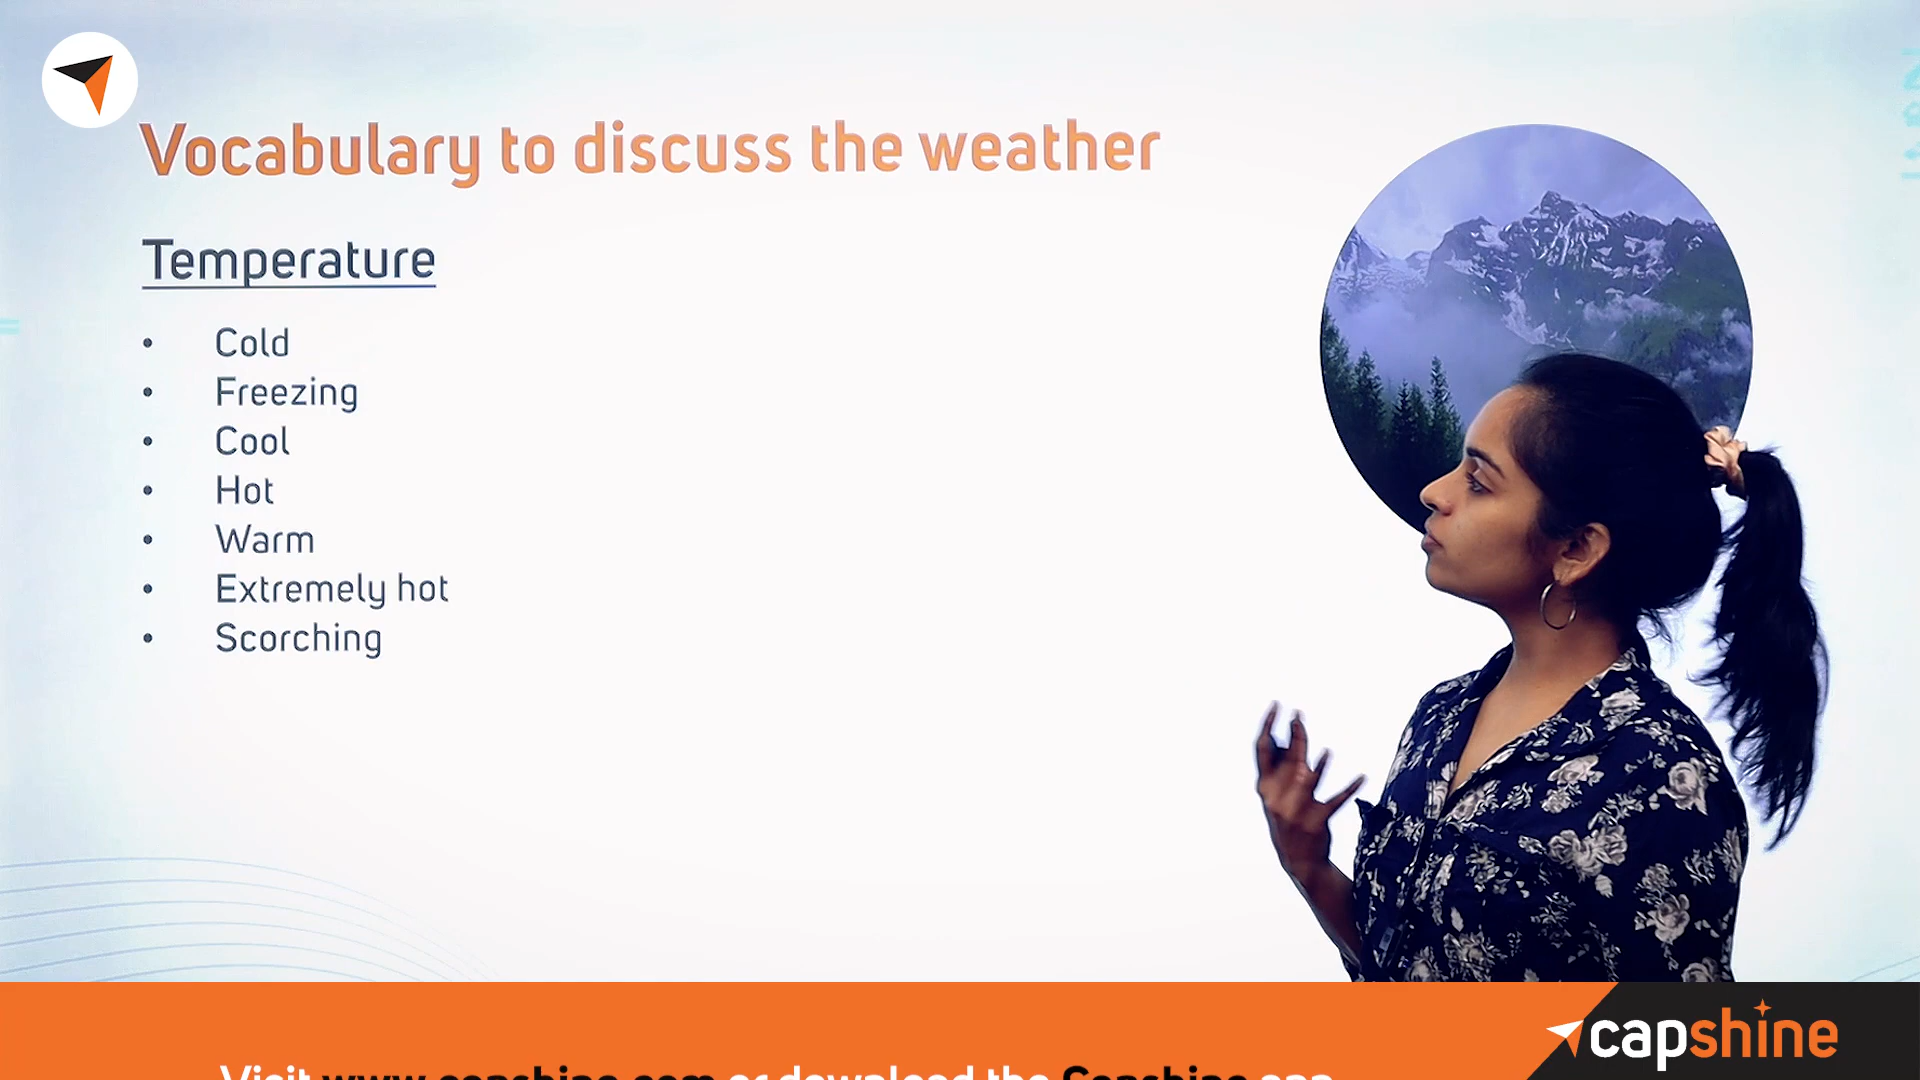 Vocabulary to discuss the weather
Temperature
• Cold
• Freezing
• Cool
• Hot
• Warm
• Extremely hot
• Scorching
capshine
Visit www.capshine.com or download the Capshine app